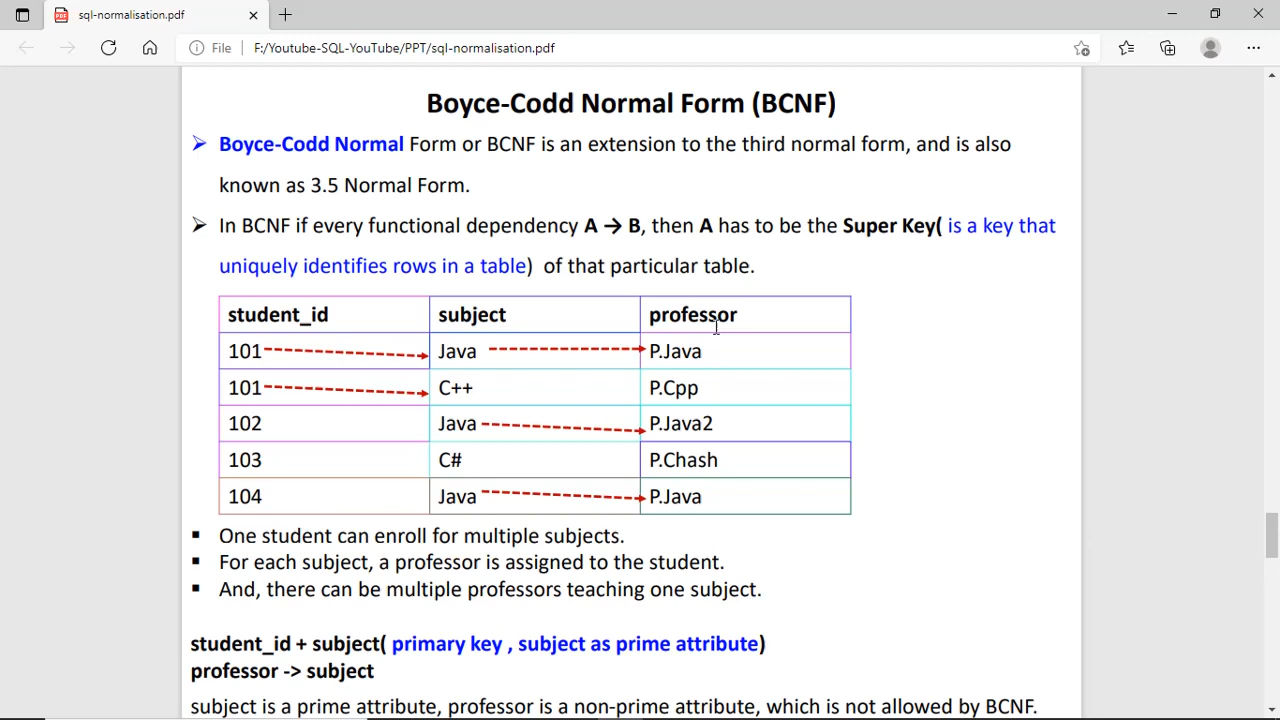 sql-normalisation.pdf
File F:/Youtube-SQL-YouTube/PPT/sql-normalisation.pdf
Boyce-Codd Normal Form (BCNF)
➢ Boyce-Codd Normal Form or BCNF is an extension to the third normal form, and is also
known as 3.5 Normal Form.
➢ In BCNF if every functional dependency A → B, then A has to be the Super Key( is a key that
uniquely identifies rows in a table) of that particular table.
student_id subject professor
101 Java P.Java
101 C++ P.Cpp
102 Java P.Java2
103 C# P.Chash
104 Java P.Java
▪ One student can enroll for multiple subjects.
▪ For each subject, a professor is assigned to the student.
▪ And, there can be multiple professors teaching one subject.
student_id + subject( primary key , subject as prime attribute)
professor -> subject
subject is a prime attribute, professor is a non-prime attribute, which is not allowed by BCNF.